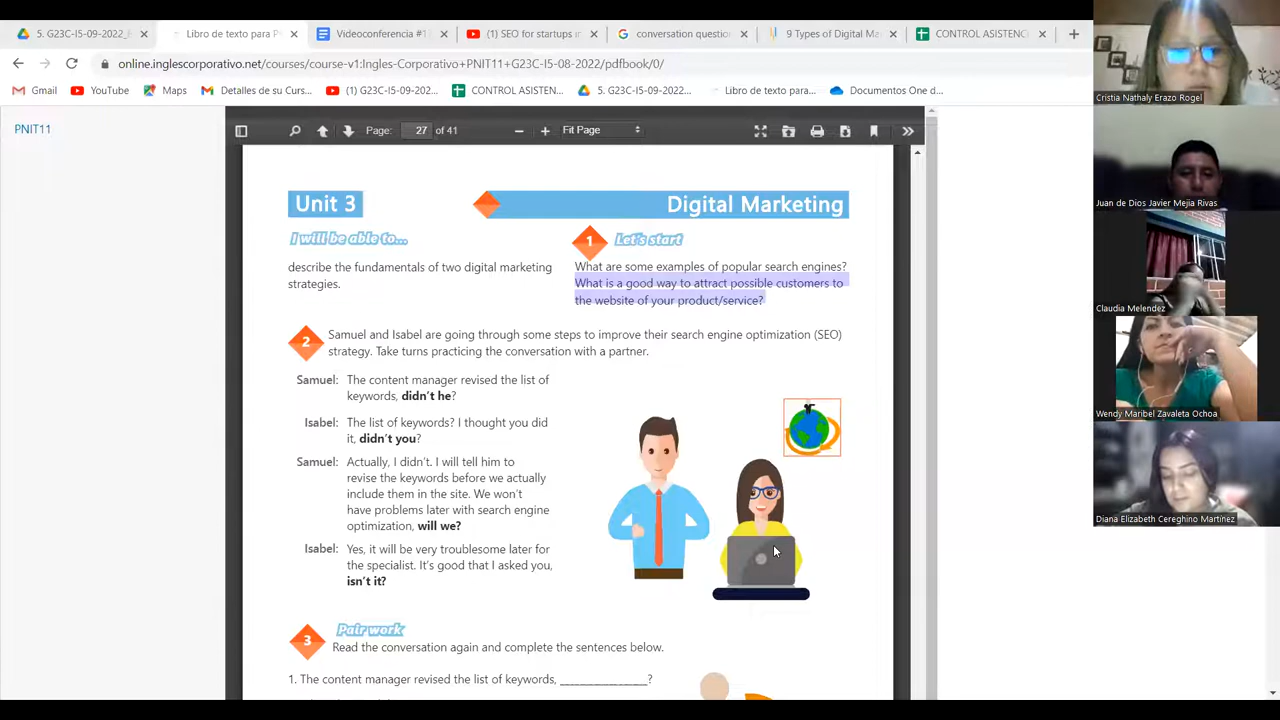 5. G23C-I5-09-2022_
Libro de texto para P
Videoconferencia #1
(1) SEO for startups in
conversation questio
9 Types of Digital Ma
CONTROL ASISTENC
online.inglescorporativo.net/courses/course-v1:Ingles-Corporativo+PNIT11+G23C-I5-08-2022/pdfbook/0/
Gmail
YouTube
Maps
Detalles de su Curs...
(1) G23C-I5-09-202...
CONTROL ASISTEN...
5. G23C-I5-09-2022...
Libro de texto para...
Documentos One d...
PNIT11
Page: 27 of 41
Fit Page
Unit 3
Digital Marketing
I will be able to...
describe the fundamentals of two digital marketing
strategies.
1 Let's start
What are some examples of popular search engines?
What is a good way to attract possible customers to
the website of your product/service?
2 Samuel and Isabel are going through some steps to improve their search engine optimization (SEO)
strategy. Take turns practicing the conversation with a partner.
Samuel: The content manager revised the list of
keywords, didn't he?
Isabel: The list of keywords? I thought you did
it, didn't you?
Samuel: Actually, I didn't. I will tell him to
revise the keywords before we actually
include them in the site. We won't
have problems later with search engine
optimization, will we?
Isabel: Yes, it will be very troublesome later for
the specialist. It's good that I asked you,
isn't it?
3 Pair work
Read the conversation again and complete the sentences below.
1. The content manager revised the list of keywords, ________________?
Cristia Nathaly Erazo Rogel
Juan de Dios Javier Mejia Rivas
Claudia Melendez
Wendy Maribel Zavaleta Ochoa
Diana Elizabeth Cereghino Martínez